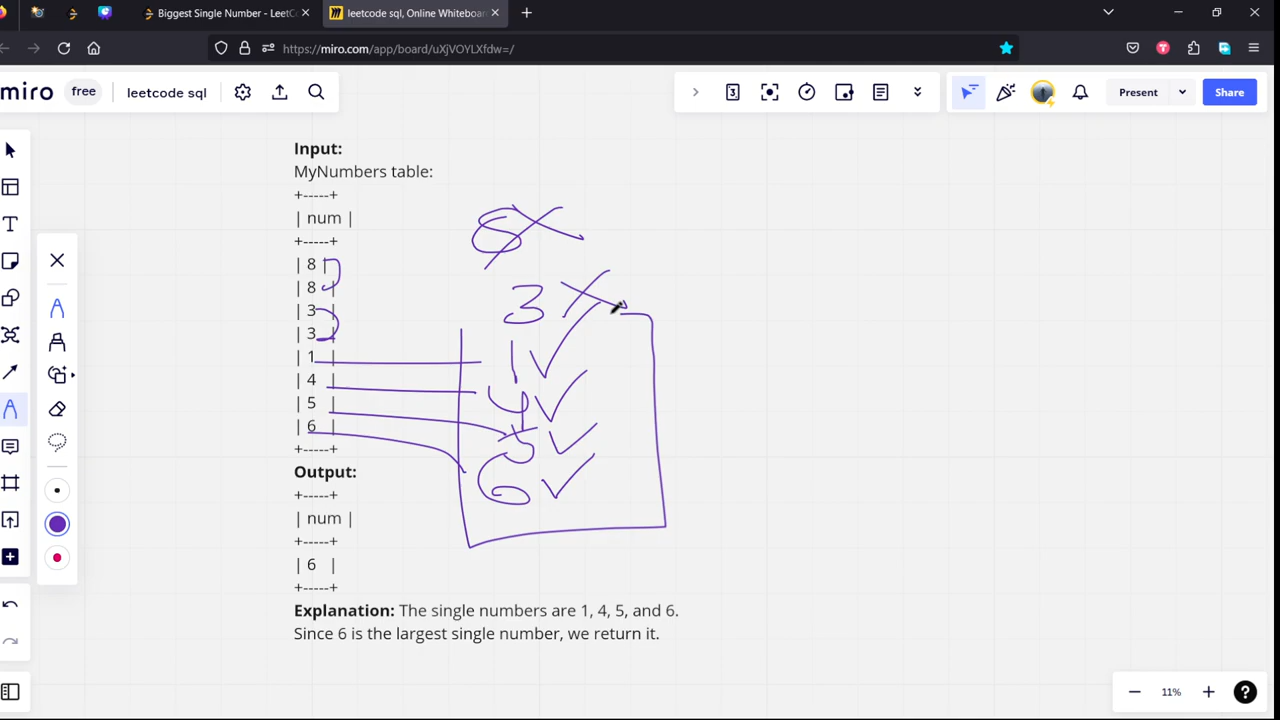 Biggest Single Number - LeetC
leetcode sql, Online Whiteboard
https://miro.com/app/board/uXjVOYLXfdw=/
miro
free
leetcode sql
Present
Share
Input:
MyNumbers table:
+-----+
| num |
+-----+
| 8 |
| 8 |
| 3 |
| 3 |
| 1 |
| 4 |
| 5 |
| 6 |
+-----+
Output:
+-----+
| num |
+-----+
| 6 |
+-----+
Explanation: The single numbers are 1, 4, 5, and 6.
Since 6 is the largest single number, we return it.
8
3
1
4
5
6
11%